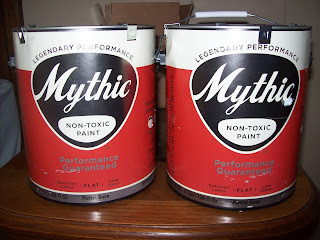 LEGENDARY PERFORMANCE
Mythic
NON-TOXIC
PAINT
Performance
Guaranteed
FLAT
LEGENDARY PERFORMANCE
Mythic
NON-TOXIC
PAINT
Performance
Guaranteed
FLAT